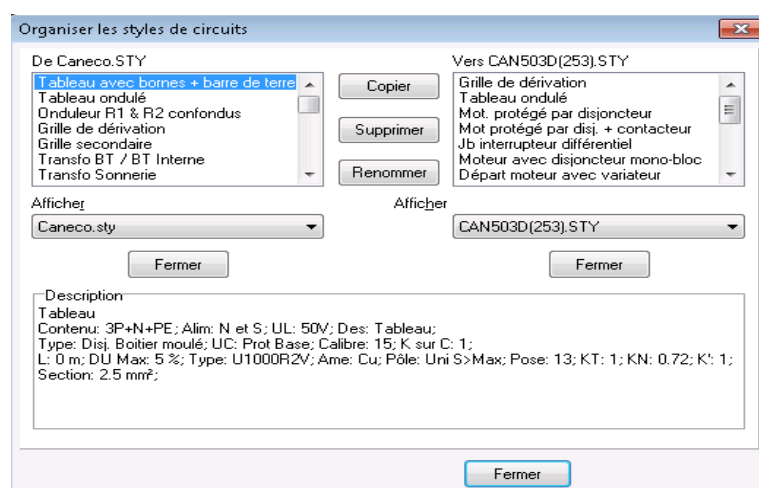 Organiser les styles de circuits
De Caneco.STY
Vers CAN503D(253).STY
Tableau avec bornes + barre de terre
Tableau ondulé
Onduleur R1 & R2 confondus
Grille de dérivation
Grille secondaire
Transfo BT / BT Interne
Transfo Sonnerie
Copier
Supprimer
Renommer
Grille de dérivation
Tableau ondulé
Mot. protégé par disjoncteur
Mot protégé par disj. + contacteur
Jb interrupteur différentiel
Moteur avec disjoncteur mono-bloc
Départ moteur avec variateur
Afficher
Afficher
Caneco.sty
CAN503D(253).STY
Fermer
Fermer
Description
Tableau
Contenu: 3P+N+PE; Alim: N et S; UL: 50V; Des: Tableau;
Type: Disj. Boitier moulé; UC: Prot Base; Calibre: 15; K sur C: 1;
L: 0 m; DU Max: 5 %; Type: U1000R2V; Ame: Cu; Pôle: Uni S>Max; Pose: 13; KT: 1; KN: 0.72; K': 1;
Section: 2.5 mm²;
Fermer